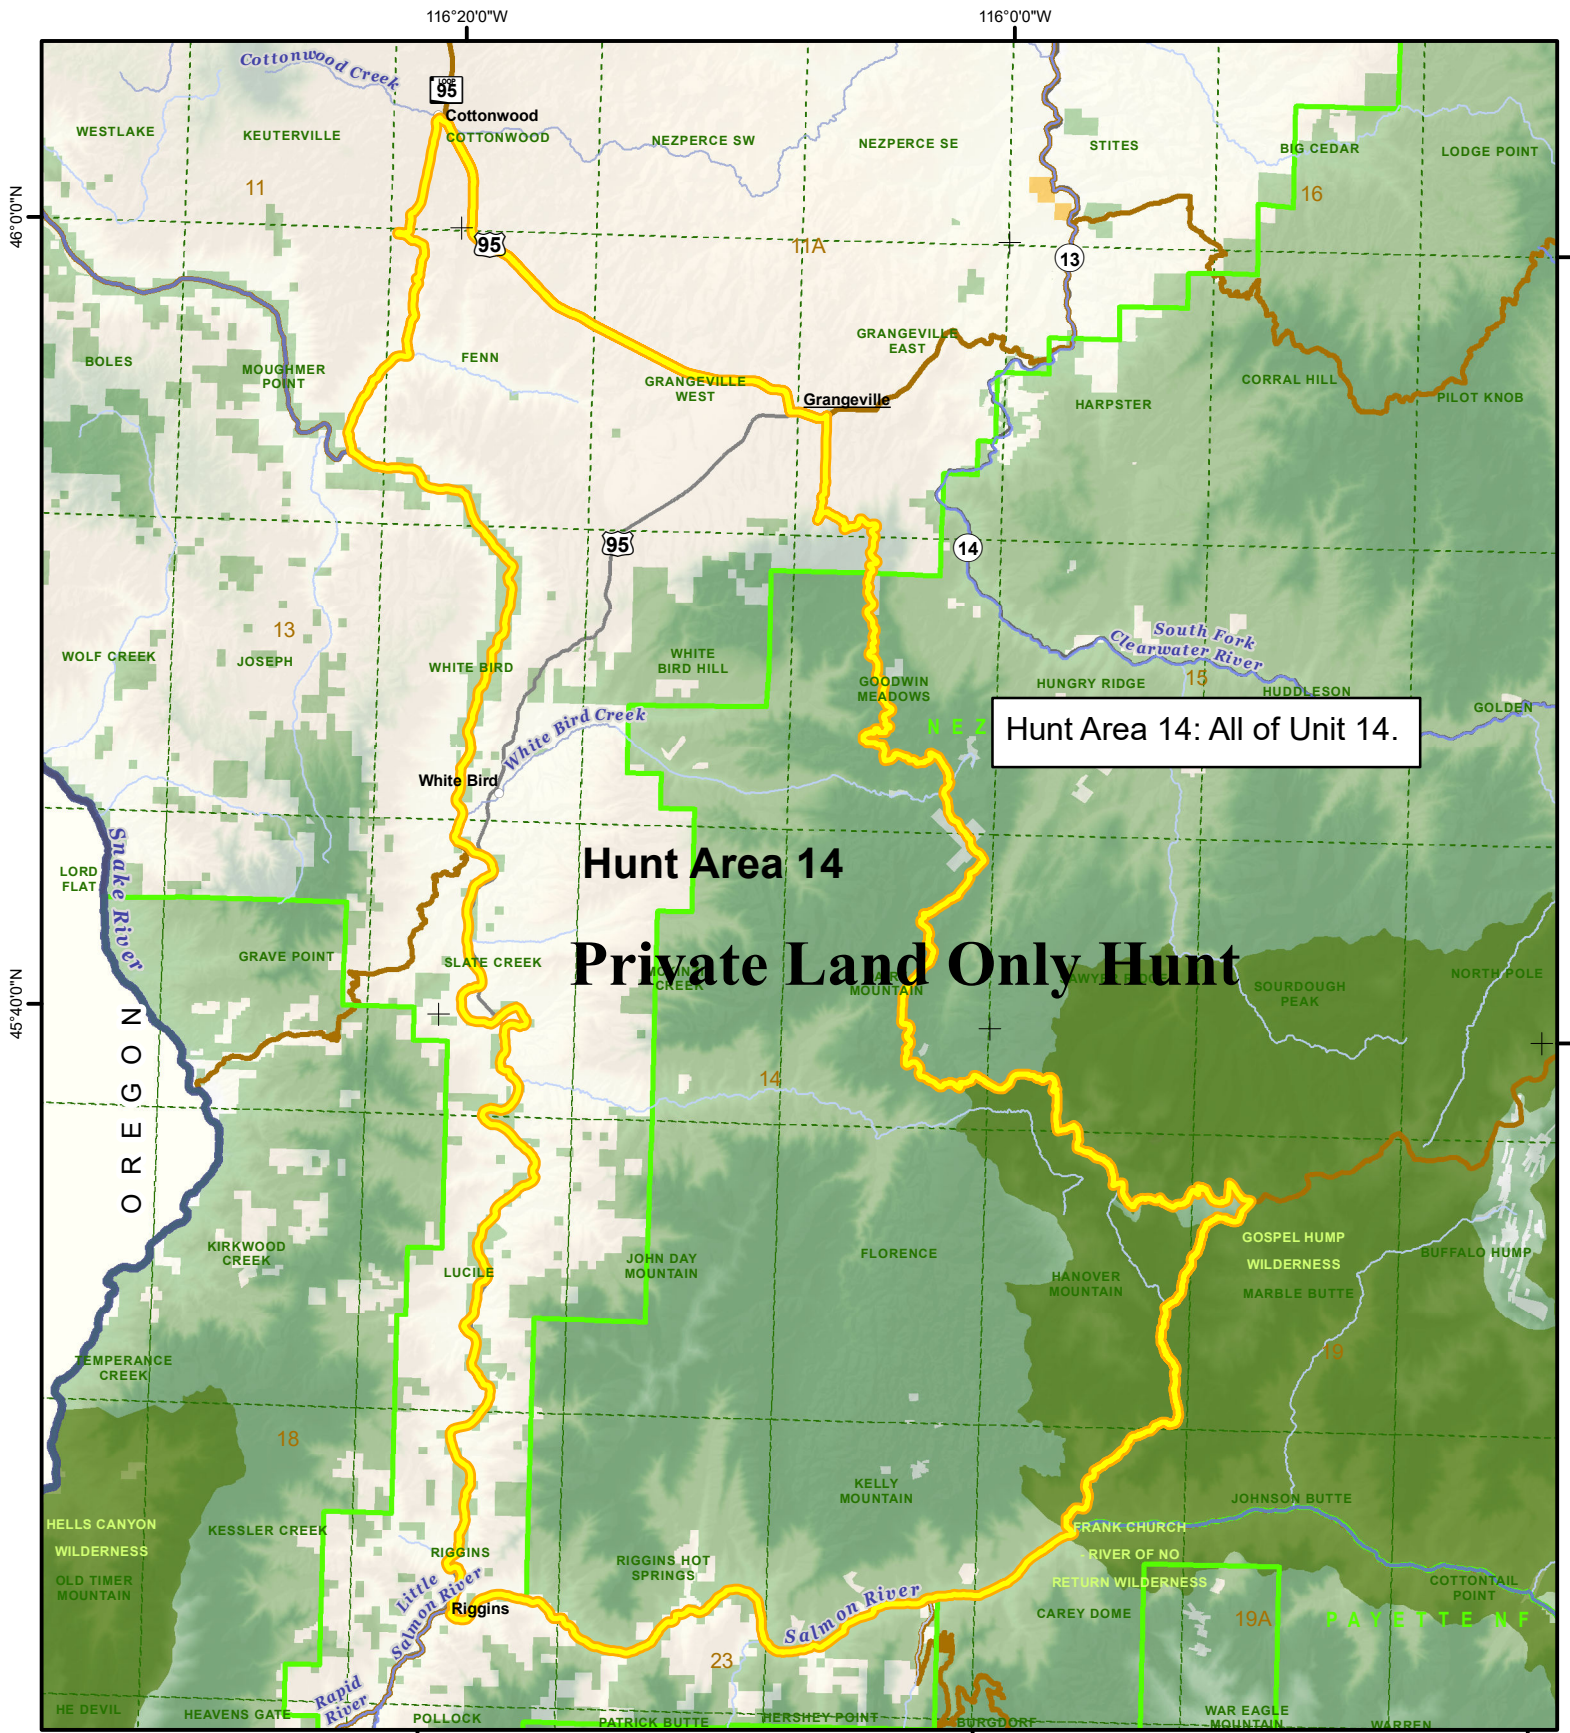 116°20'0"W
116°0'0"W
46°0'0"N
45°40'0"N
Cottonwood Creek
LOOP
95
Cottonwood
WESTLAKE
KEUTERVILLE
COTTONWOOD
NEZPERCE SW
NEZPERCE SE
STITES
BIG CEDAR
LODGE POINT
11
16
95
11A
13
BOLES
MOUGHMER
POINT
FENN
GRANGEVILLE
WEST
GRANGEVILLE
EAST
Grangeville
HARPSTER
CORRAL HILL
PILOT KNOB
95
14
13
WOLF CREEK
JOSEPH
WHITE BIRD
WHITE
BIRD HILL
GOODWIN
MEADOWS
South Fork
Clearwater River
HUNGRY RIDGE
15
HUDDLESON
GOLDEN
NEZ
Hunt Area 14: All of Unit 14.
White Bird Creek
White Bird
Snake River
LORD
FLAT
Hunt Area 14
Private Land Only Hunt
GRAVE POINT
SLATE CREEK
CREEK
MOUNTAIN
SOURDOUGH
PEAK
NORTH POLE
OREGON
14
KIRKWOOD
CREEK
LUCILE
JOHN DAY
MOUNTAIN
FLORENCE
HANOVER
MOUNTAIN
GOSPEL HUMP
WILDERNESS
MARBLE BUTTE
BUFFALO HUMP
TEMPERANCE
CREEK
19
18
KELLY
MOUNTAIN
JOHNSON BUTTE
HELLS CANYON
WILDERNESS
OLD TIMER
MOUNTAIN
KESSLER CREEK
RIGGINS
RIGGINS HOT
SPRINGS
FRANK CHURCH
- RIVER OF NO
RETURN WILDERNESS
COTTONTAIL
POINT
Little
Salmon River
Riggins
Salmon River
CAREY DOME
19A
PAYETTE NF
23
Rapid
River
HE DEVIL
HEAVENS GATE
POLLOCK
PATRICK BUTTE
HERSHEY POINT
BURGDORF
WAR EAGLE
MOUNTAIN
WARREN